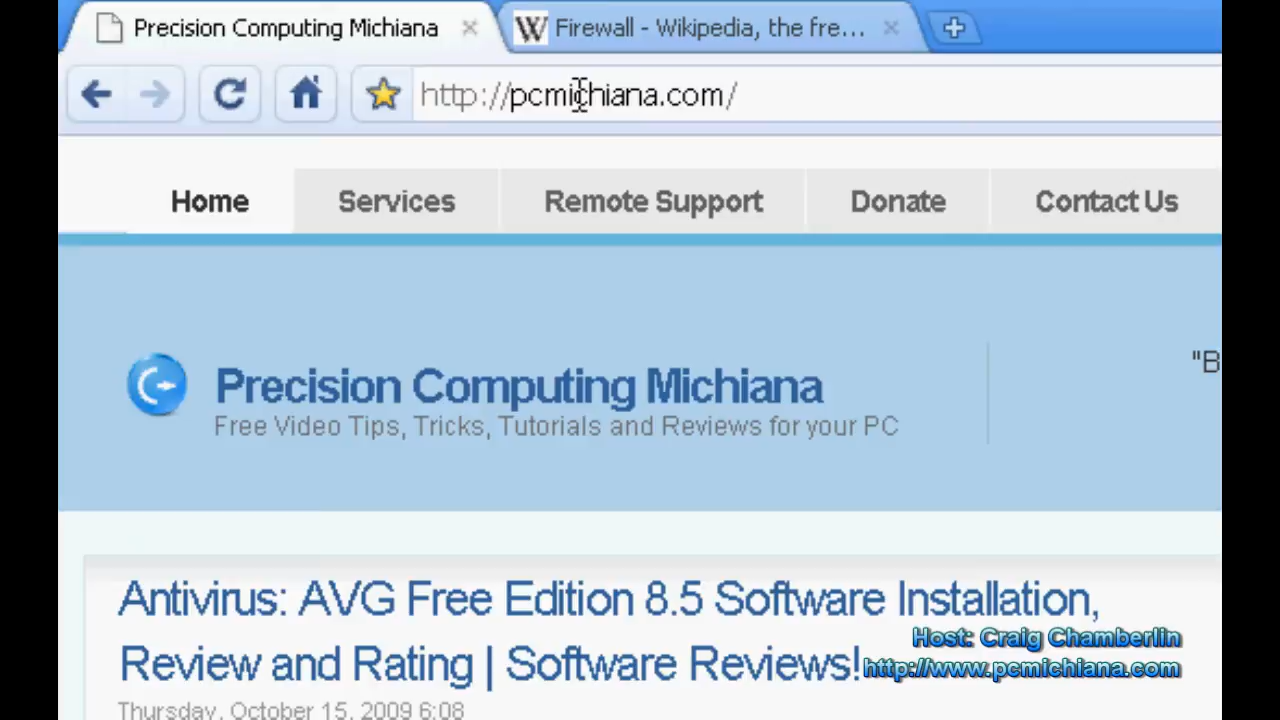 Precision Computing Michiana
Firewall - Wikipedia, the fre...
http://pcmichiana.com/
Home
Services
Remote Support
Donate
Contact Us
"B
Precision Computing Michiana
Free Video Tips, Tricks, Tutorials and Reviews for your PC
Antivirus: AVG Free Edition 8.5 Software Installation,
Review and Rating | Software Reviews!
Host: Craig Chamberlin
http://www.pcmichiana.com
Thursday, October 15, 2009 6:08